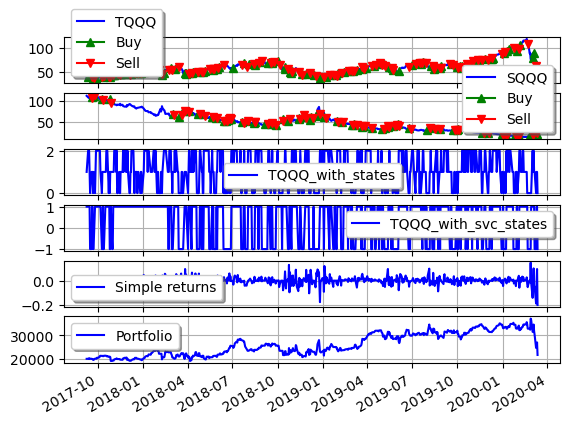 TQQQ
Buy
Sell
100
50
SQQQ
Buy
Sell
100
50
2
0
TQQQ_with_states
1
0
−1
TQQQ_with_svc_states
0.0
−0.2
Simple returns
30000
20000
Portfolio
2017-10 2018-01 2018-04 2018-07 2018-10 2019-01 2019-04 2019-07 2019-10 2020-01 2020-04